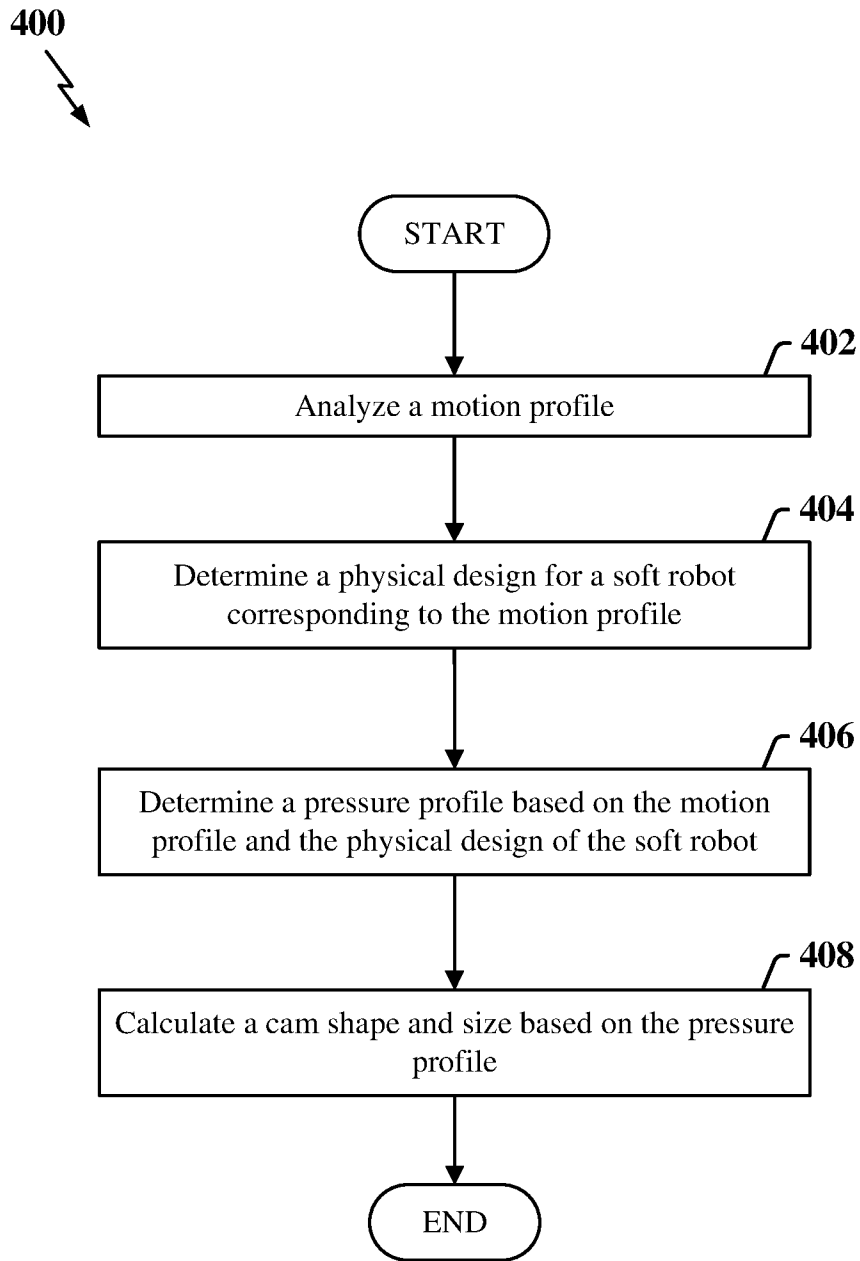 400
START
402
Analyze a motion profile
404
Determine a physical design for a soft robot
corresponding to the motion profile
406
Determine a pressure profile based on the motion
profile and the physical design of the soft robot
408
Calculate a cam shape and size based on the pressure
profile
END